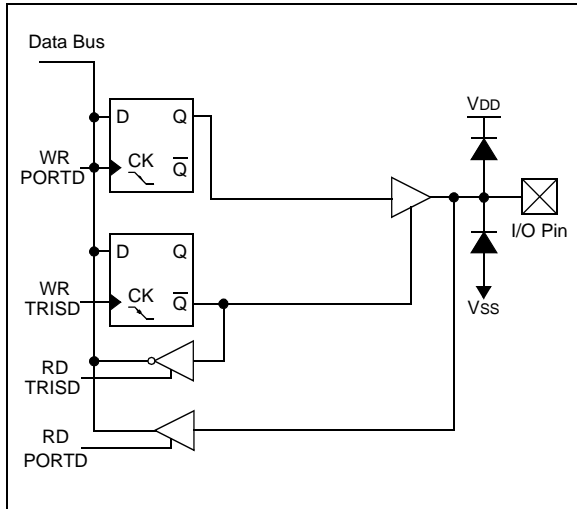 Data Bus
D Q
WR
PORTD
CK Q̅
VDD
I/O Pin
VSS
D Q
WR
TRISD
CK Q̅
RD
TRISD
RD
PORTD